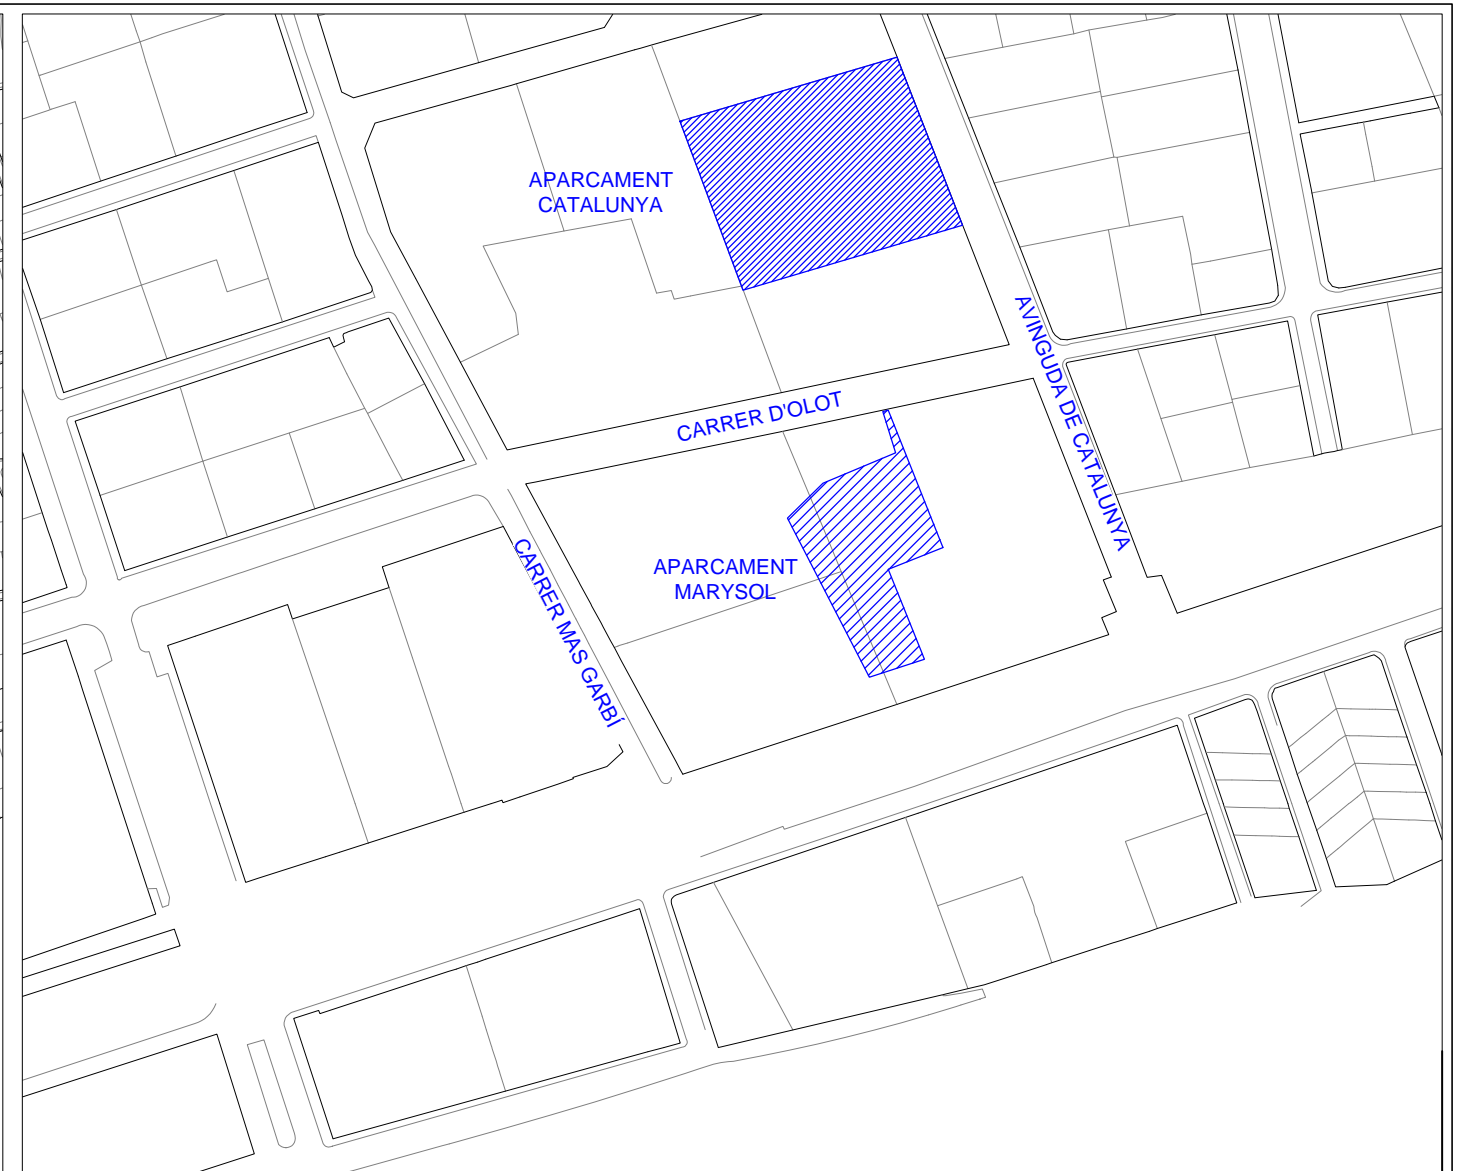 APARCAMENT
CATALUNYA
AVINGUDA DE CATALUNYA
CARRER D'OLOT
APARCAMENT
MARYSOL
CARRER MAS GARBÍ